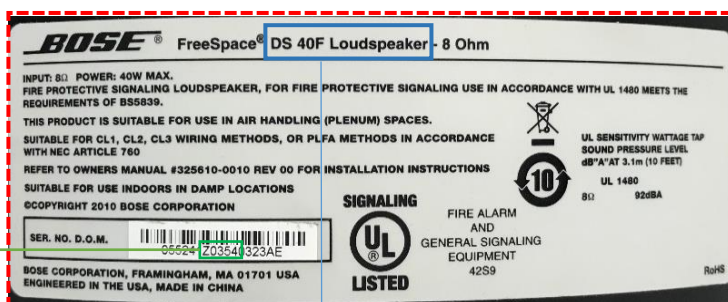 BOSE® FreeSpace® DS 40F Loudspeaker - 8 Ohm
INPUT: 8Ω POWER: 40W MAX.
FIRE PROTECTIVE SIGNALING LOUDSPEAKER, FOR FIRE PROTECTIVE SIGNALING USE IN ACCORDANCE WITH UL 1480 MEETS THE
REQUIREMENTS OF BS5839.
THIS PRODUCT IS SUITABLE FOR USE IN AIR HANDLING (PLENUM) SPACES.
SUITABLE FOR CL1, CL2, CL3 WIRING METHODS, OR PLFA METHODS IN ACCORDANCE
WITH NEC ARTICLE 760
REFER TO OWNERS MANUAL #325610-0010 REV 00 FOR INSTALLATION INSTRUCTIONS
SUITABLE FOR USE INDOORS IN DAMP LOCATIONS
©COPYRIGHT 2010 BOSE CORPORATION
SER. NO. D.O.M.
05524 Z03540323AE
BOSE CORPORATION, FRAMINGHAM, MA 01701 USA
ENGINEERED IN THE USA, MADE IN CHINA
SIGNALING
UL
®
LISTED
FIRE ALARM
AND
GENERAL SIGNALING
EQUIPMENT
42S9
10
UL SENSITIVITY WATTAGE TAP
SOUND PRESSURE LEVEL
dB"A"AT 3.1m (10 FEET)
UL 1480
8Ω 92dBA
RoHS